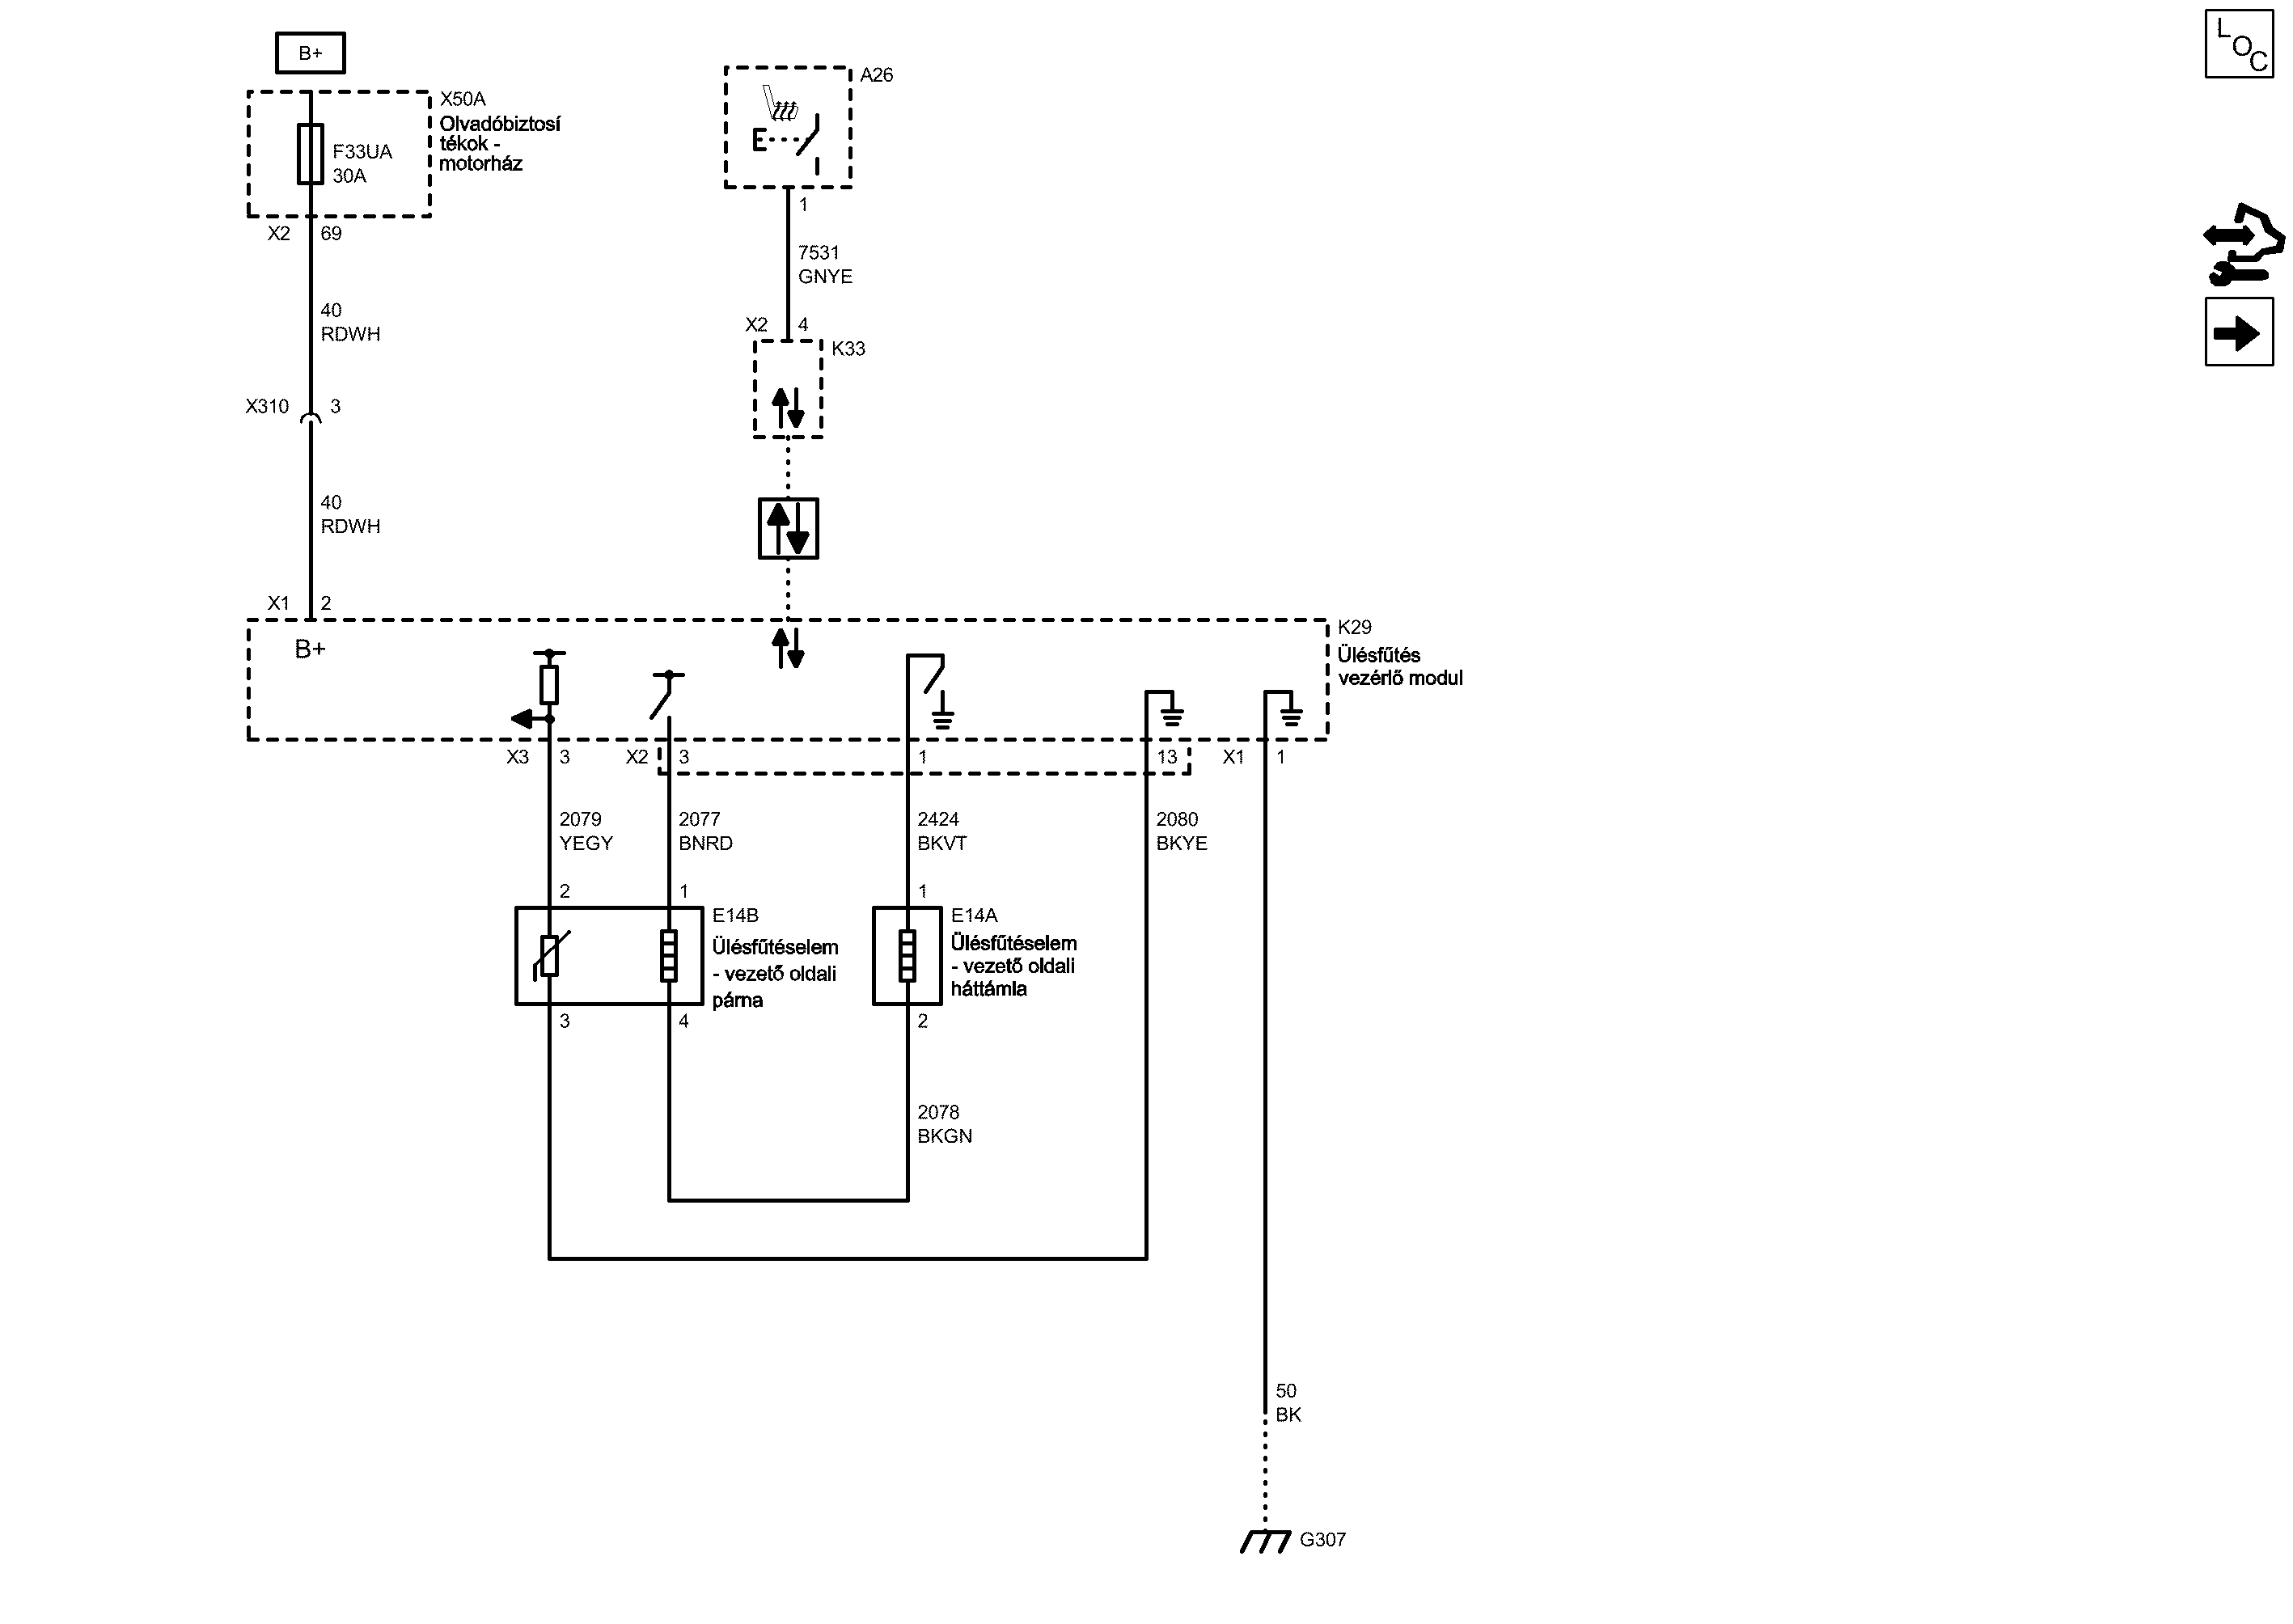 B+
X50A
Olvadóbiztosí
tékok -
motorház
F33UA
30A
X2 69
40
RDWH
X310 3
40
RDWH
X1 2
A26
1
7531
GNYE
X2 4
K33
LOC
B+
K29
Ülésfűtés
vezérlő modul
X3 3 X2 3 1 13 X1 1
2079
YEGY
2077
BNRD
2424
BKVT
2080
BKYE
2 1 1
E14B
Ülésfűtéselem
- vezető oldali
párna
E14A
Ülésfűtéselem
- vezető oldali
háttámla
3 4 2
2078
BKGN
50
BK
G307